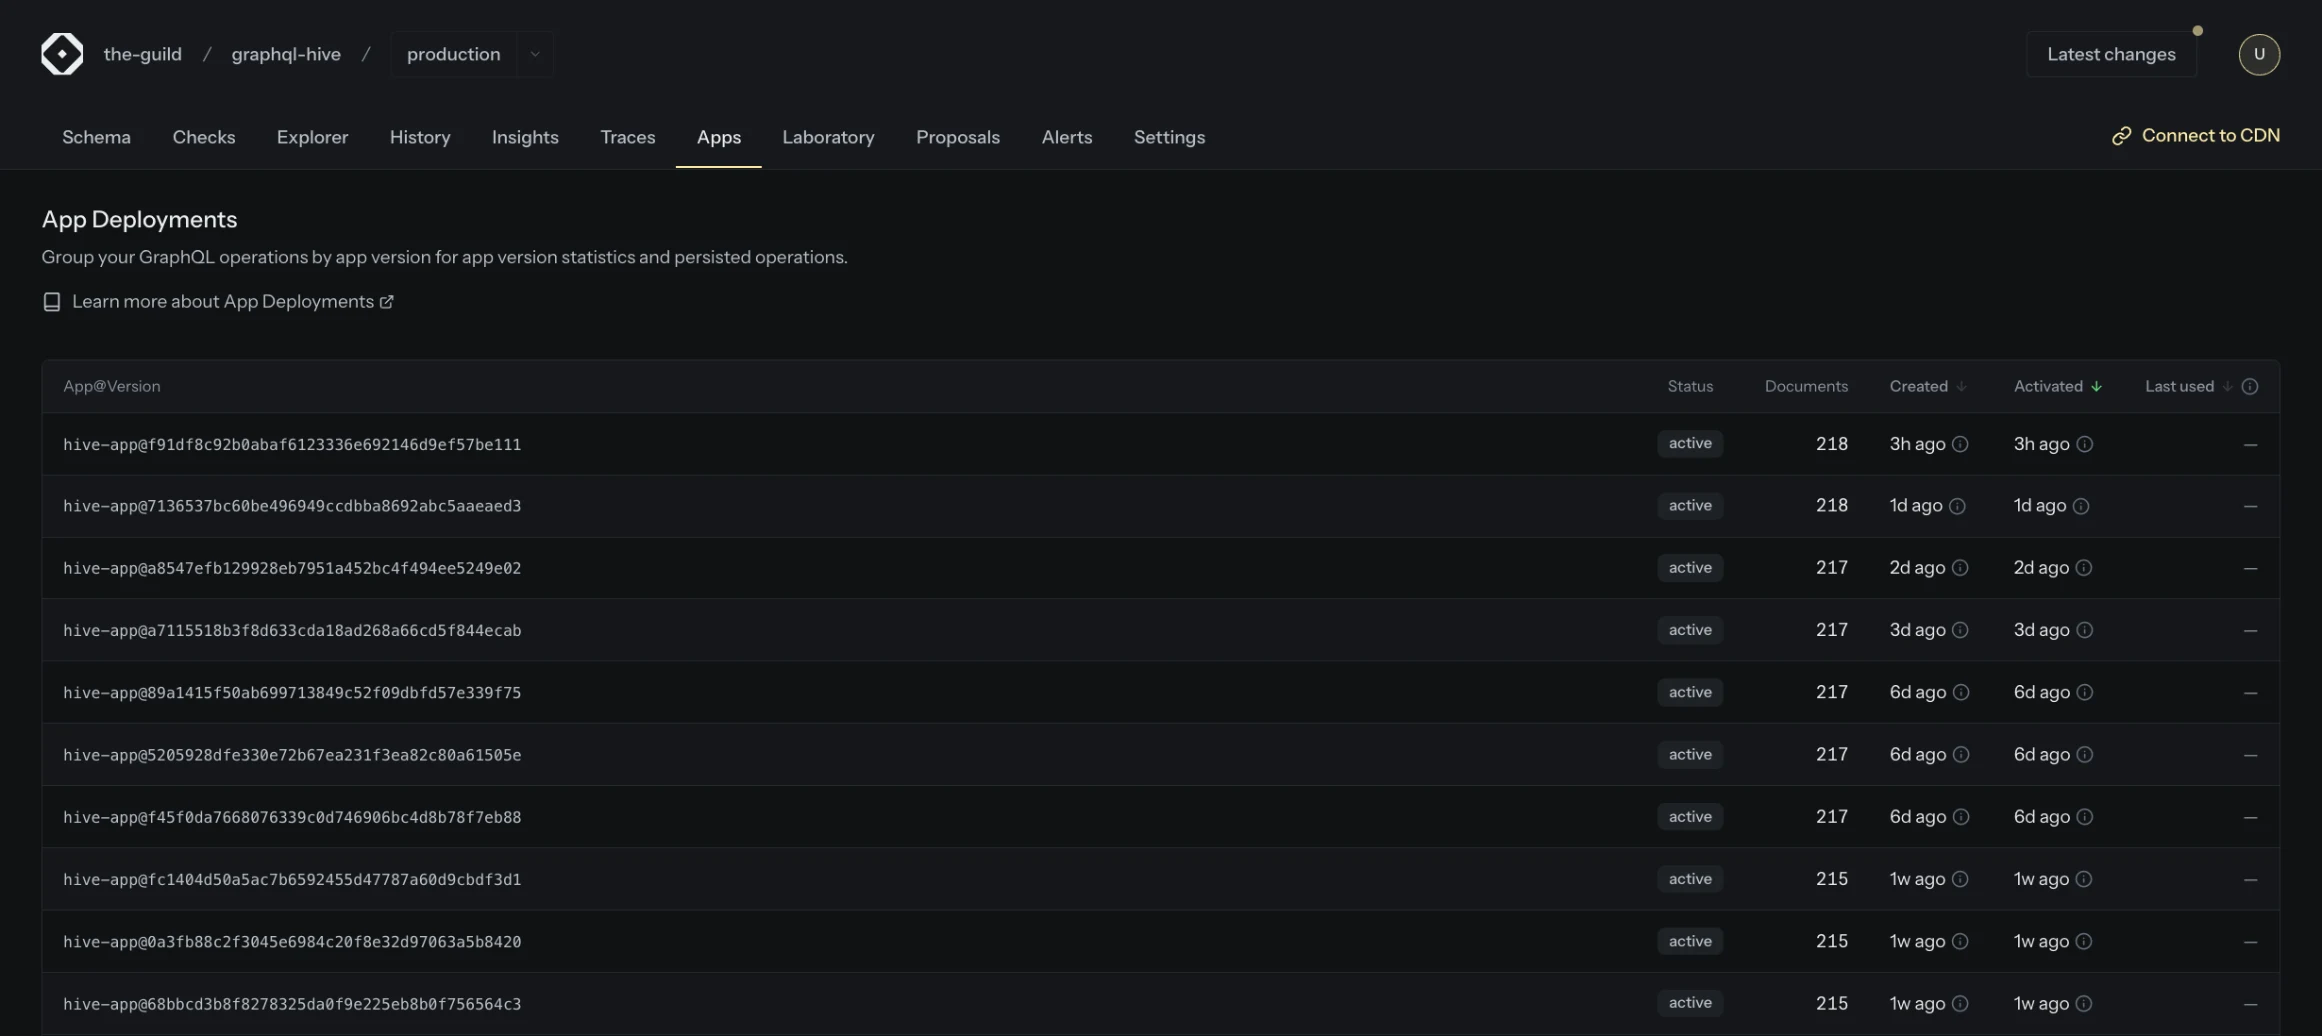 the-guild / graphql-hive / production
Latest changes
U
Schema Checks Explorer History Insights Traces Apps Laboratory Proposals Alerts Settings
Connect to CDN
App Deployments
Group your GraphQL operations by app version for app version statistics and persisted operations.
Learn more about App Deployments
App@Version Status Documents Created Activated Last used
hive-app@f91df8c92b0abaf6123336e692146d9ef57be111 active 218 3h ago 3h ago —
hive-app@7136537bc60be496949ccdbba8692abc5aaeaed3 active 218 1d ago 1d ago —
hive-app@a8547efb129928eb7951a452bc4f494ee5249e02 active 217 2d ago 2d ago —
hive-app@a7115518b3f8d633cda18ad268a66cd5f844ecab active 217 3d ago 3d ago —
hive-app@89a1415f50ab699713849c52f09dbfd57e339f75 active 217 6d ago 6d ago —
hive-app@5205928dfe330e72b67ea231f3ea82c80a61505e active 217 6d ago 6d ago —
hive-app@f45f0da7668076339c0d746906bc4d8b78f7eb88 active 217 6d ago 6d ago —
hive-app@fc1404d50a5ac7b6592455d47787a60d9cbdf3d1 active 215 1w ago 1w ago —
hive-app@0a3fb88c2f3045e6984c20f8e32d97063a5b8420 active 215 1w ago 1w ago —
hive-app@68bbcd3b8f8278325da0f9e225eb8b0f756564c3 active 215 1w ago 1w ago —